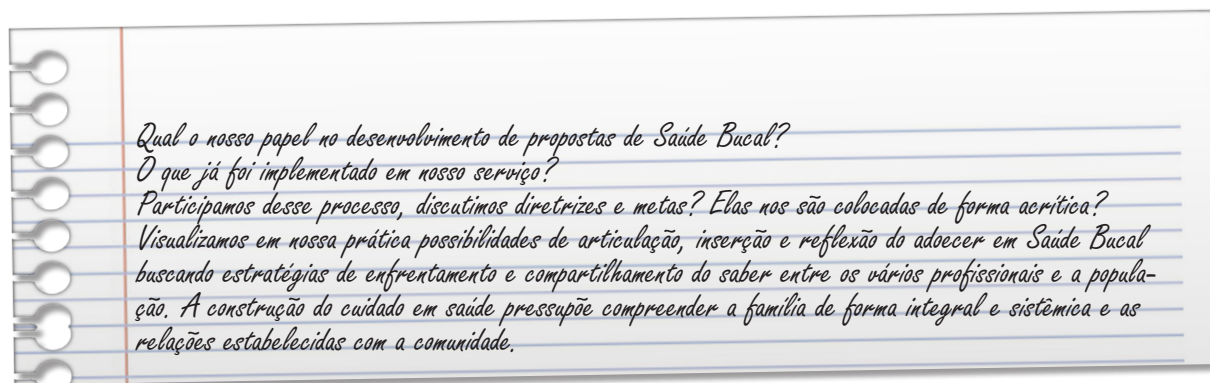 Qual o nosso papel no desenvolvimento de propostas de Saúde Bucal?
O que já foi implementado em nosso serviço?
Participamos desse processo, discutimos diretrizes e metas? Elas nos são colocadas de forma acrítica?
Visualizamos em nossa prática possibilidades de articulação, inserção e reflexão do adoecer em Saúde Bucal
buscando estratégias de enfrentamento e compartilhamento do saber entre os vários profissionais e a popula-
ção. A construção do cuidado em saúde pressupõe compreender a família de forma integral e sistêmica e as
relações estabelecidas com a comunidade.